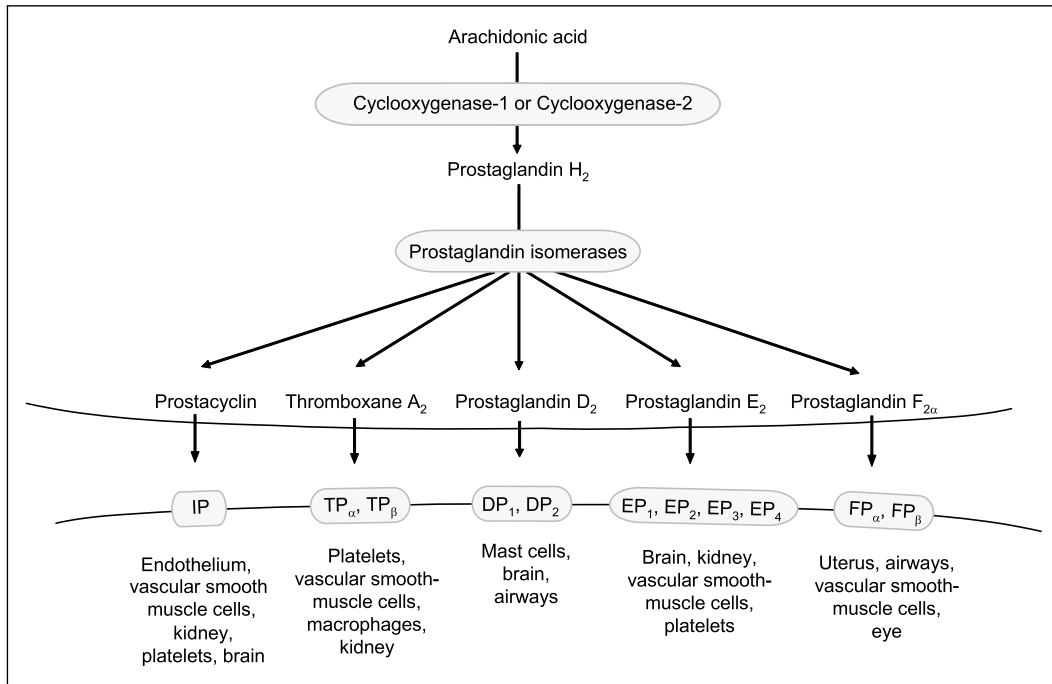 Arachidonic acid
Cyclooxygenase-1 or Cyclooxygenase-2
Prostaglandin H₂
Prostaglandin isomerases
Prostacyclin
Thromboxane A₂
Prostaglandin D₂
Prostaglandin E₂
Prostaglandin F₂α
IP
TPα, TPβ
DP₁, DP₂
EP₁, EP₂, EP₃, EP₄
FPα, FPβ
Endothelium,
vascular smooth
muscle cells,
kidney,
platelets, brain
Platelets,
vascular smooth-
muscle cells,
macrophages,
kidney
Mast cells,
brain,
airways
Brain, kidney,
vascular smooth-
muscle cells,
platelets
Uterus, airways,
vascular smooth-
muscle cells,
eye